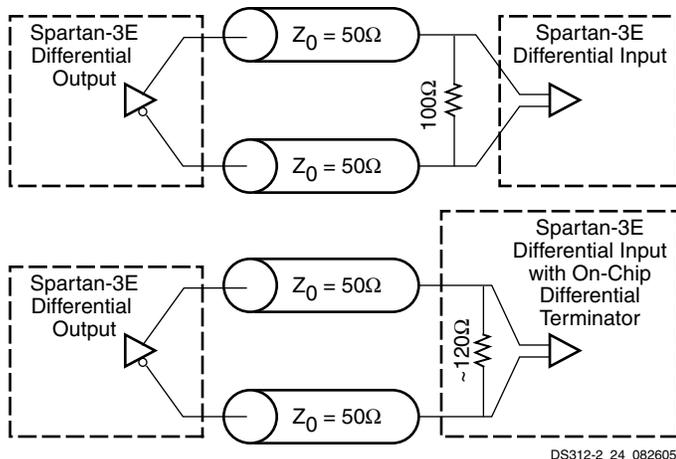 Spartan-3E
Differential
Output
Z0 = 50Ω
Z0 = 50Ω
100Ω
Spartan-3E
Differential Input
Spartan-3E
Differential
Output
Z0 = 50Ω
Z0 = 50Ω
~120Ω
Spartan-3E
Differential Input
with On-Chip
Differential
Terminator
DS312-2_24_082605